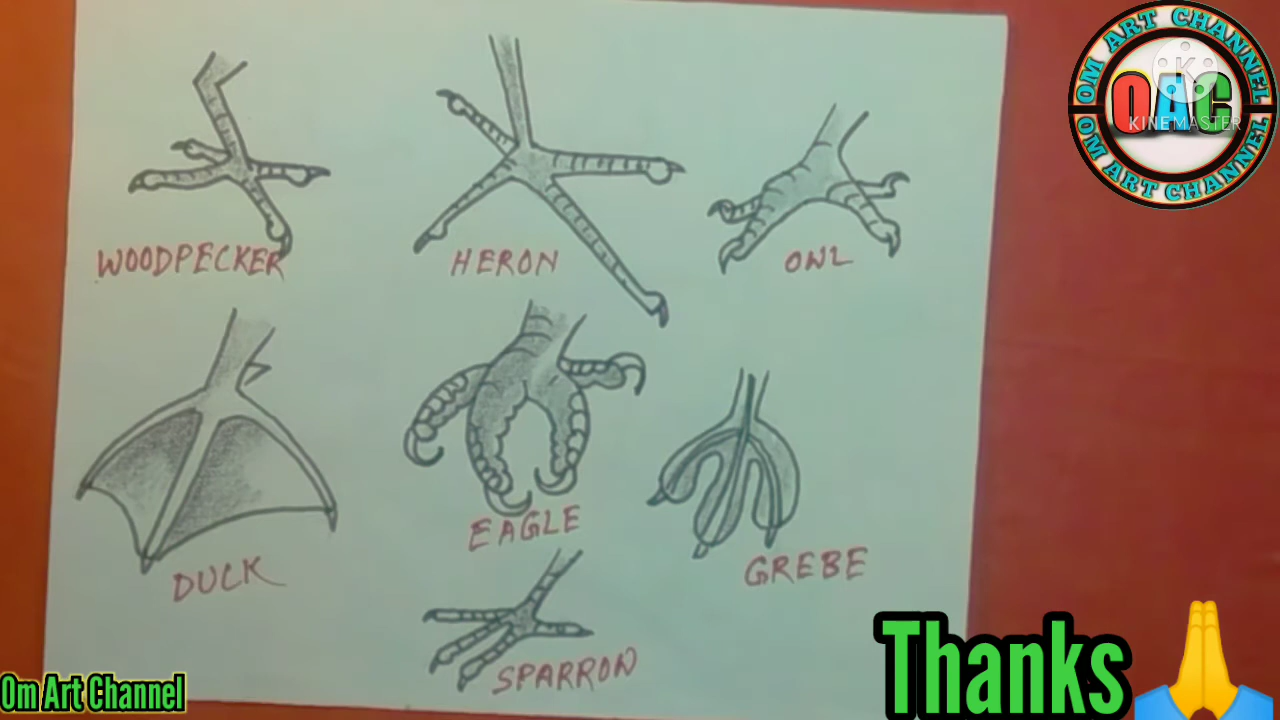 OM ART CHANNEL
OAC
KINEMASTER
OM ART CHANNEL
WOODPECKER
HERON
OWL
EAGLE
DUCK
GREBE
SPARROW
Thanks
Om Art Channel